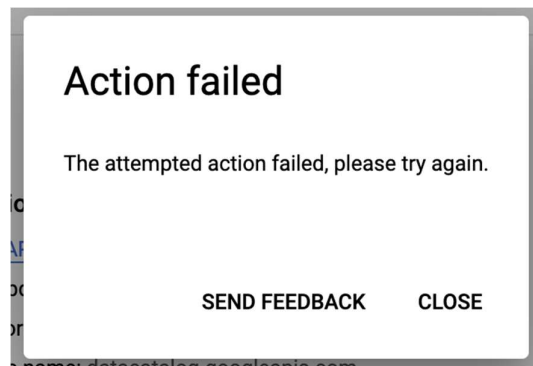 Action failed
The attempted action failed, please try again.
SEND FEEDBACK CLOSE